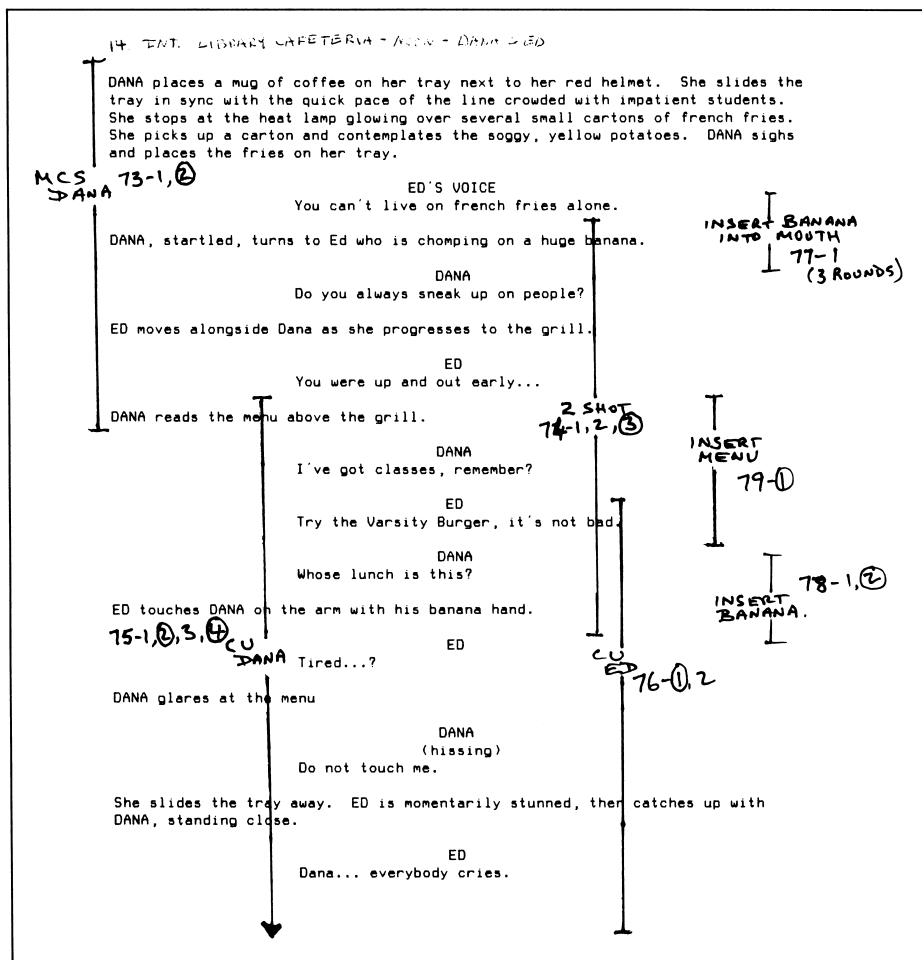 14. INT. LIBRARY CAFETERIA - NOON - DANA & ED
DANA places a mug of coffee on her tray next to her red helmet. She slides the
tray in sync with the quick pace of the line crowded with impatient students.
She stops at the heat lamp glowing over several small cartons of french fries.
She picks up a carton and contemplates the soggy, yellow potatoes. DANA sighs
and places the fries on her tray.
MCS
DANA
73-1, ②
ED'S VOICE
You can't live on french fries alone.
INSERT BANANA
INTO MOUTH
77-1
(3 ROUNDS)
DANA, startled, turns to Ed who is chomping on a huge banana.
DANA
Do you always sneak up on people?
ED moves alongside Dana as she progresses to the grill.
ED
You were up and out early...
DANA reads the menu above the grill.
2 SHOT
74-1, 2, ③
INSERT
MENU
79-①
DANA
I've got classes, remember?
ED
Try the Varsity Burger, it's not bad.
DANA
Whose lunch is this?
78-1, ②
INSERT
BANANA.
ED touches DANA on the arm with his banana hand.
75-1, ②, 3, ④
CU
DANA
ED
Tired...?
CU
ED
76-①, 2
DANA glares at the menu
DANA
(hissing)
Do not touch me.
She slides the tray away. ED is momentarily stunned, then catches up with
DANA, standing close.
ED
Dana... everybody cries.